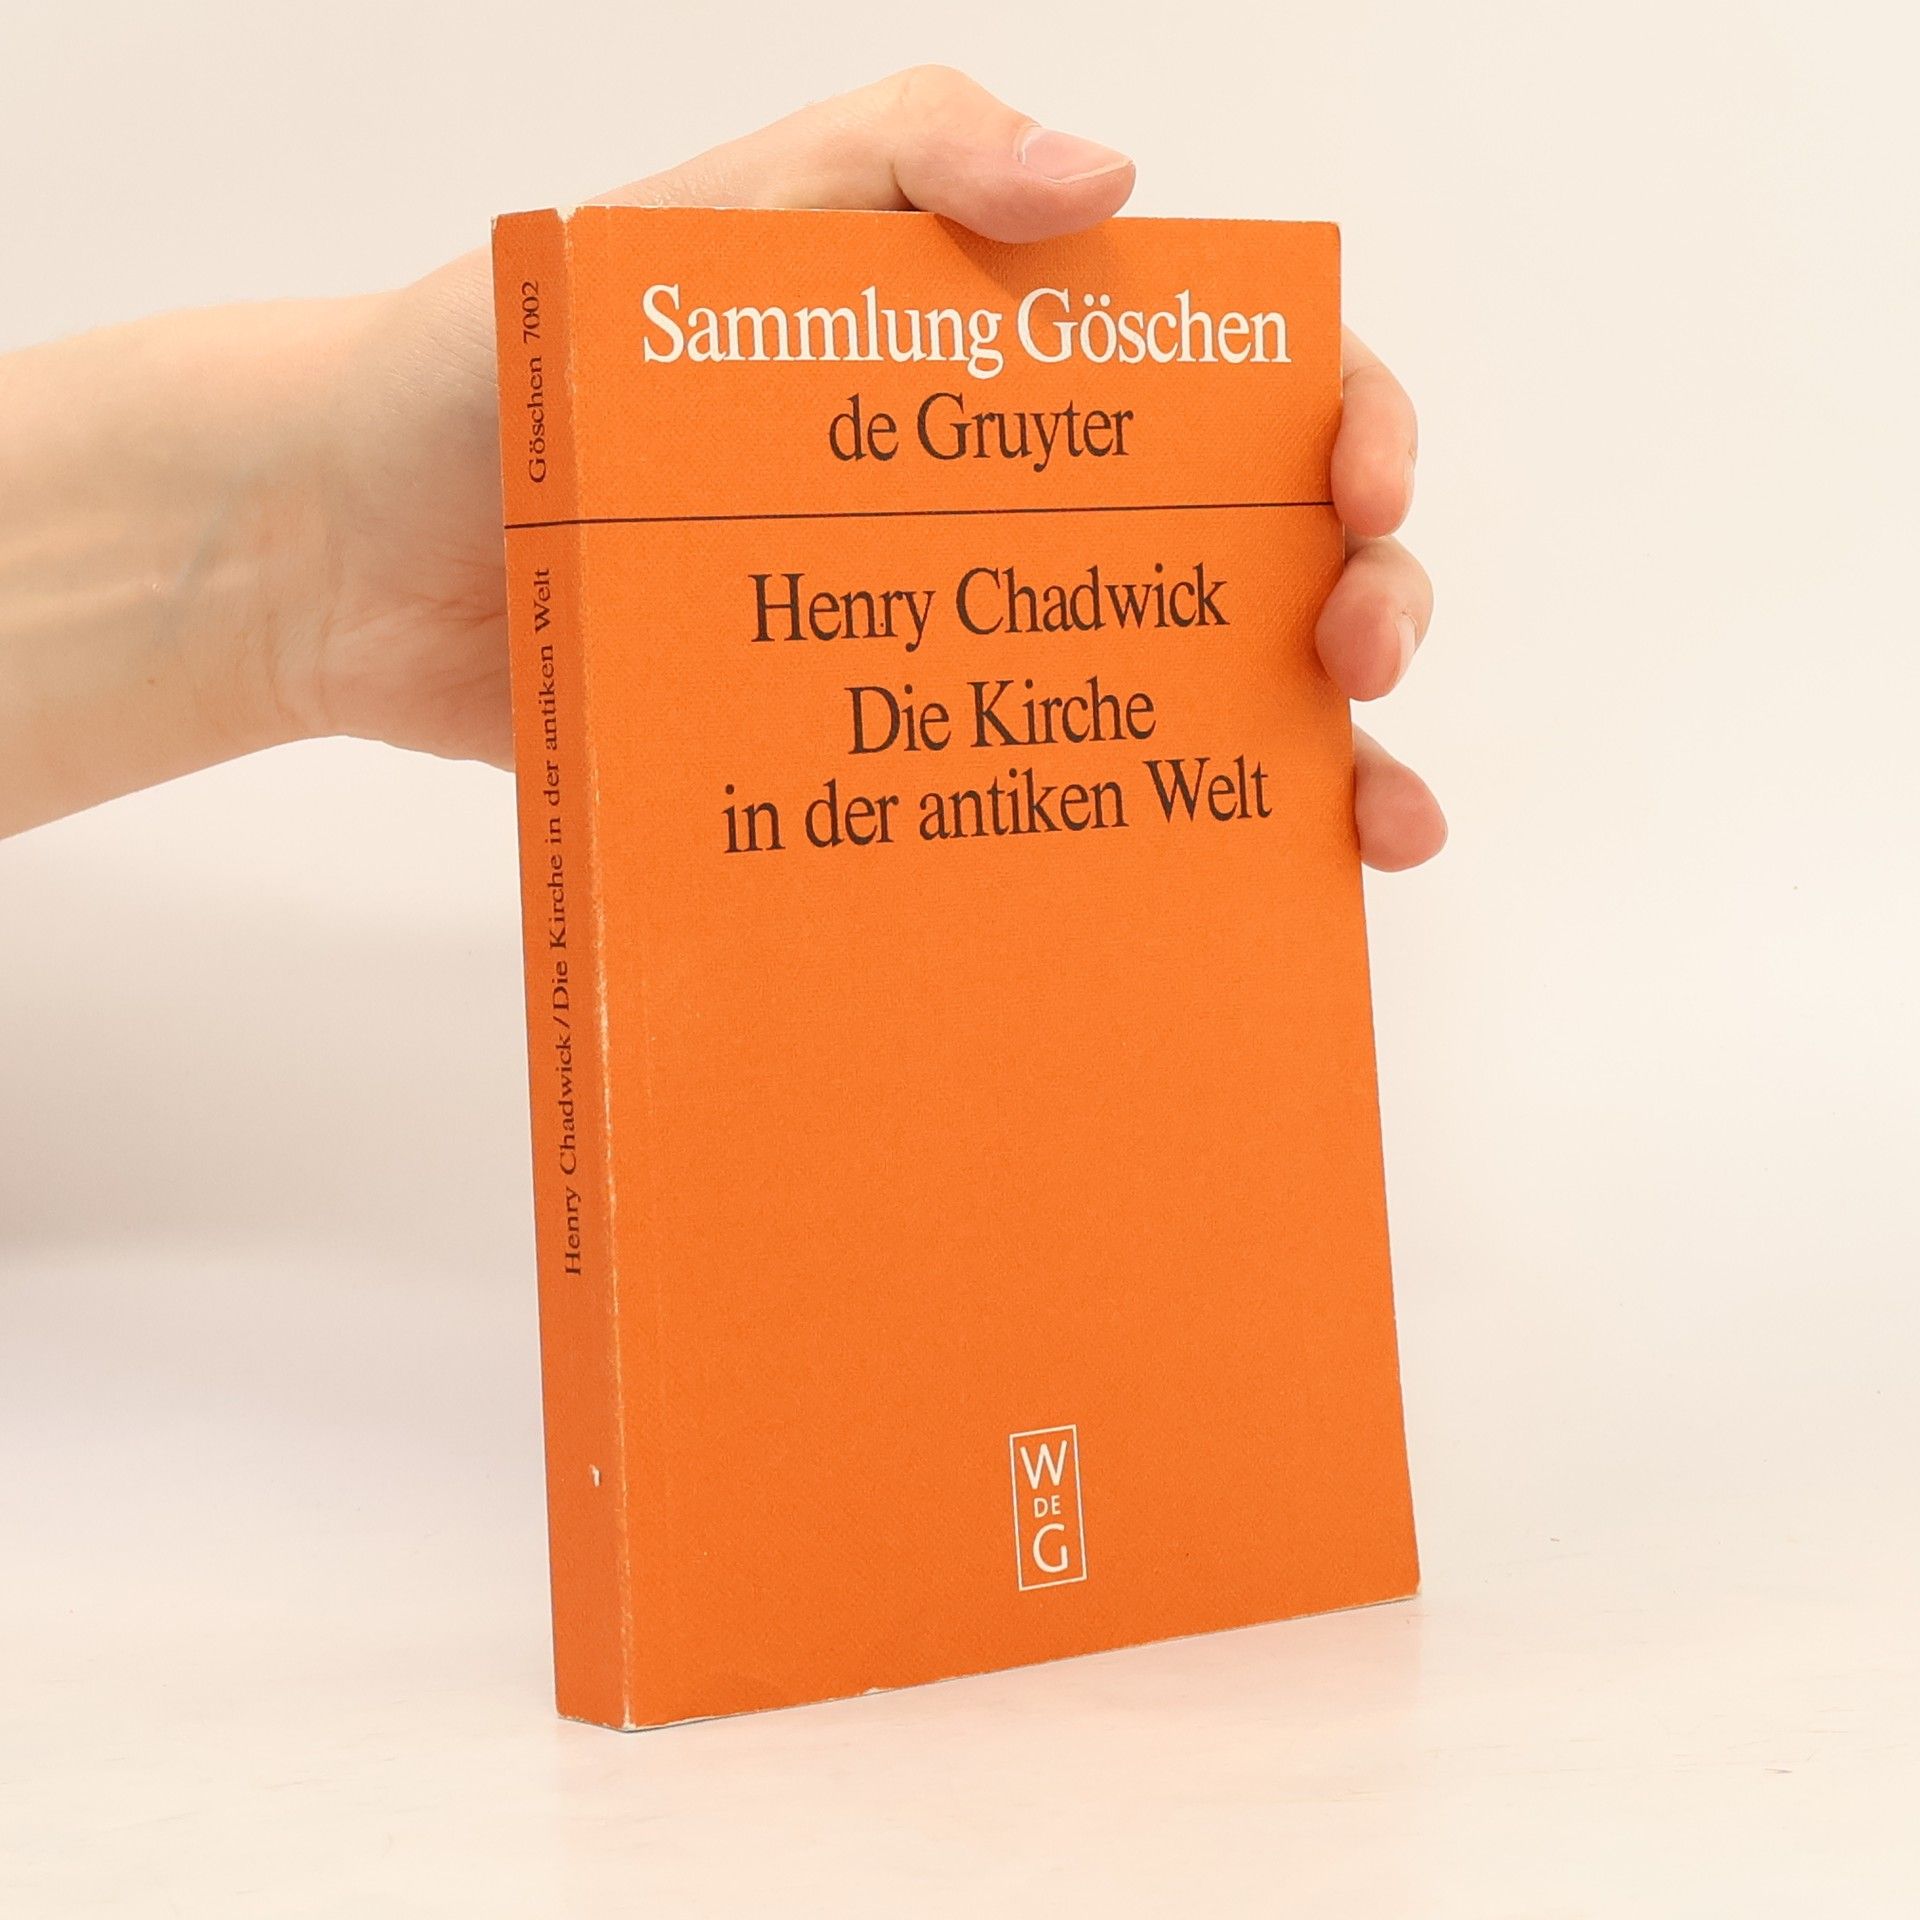 Sammlung Göschen
de Gruyter
Henry Chadwick
Die Kirche
in der antiken Welt
W
DE
G
Henry Chadwick/Die Kirche in der antiken Welt
Göschen 7002